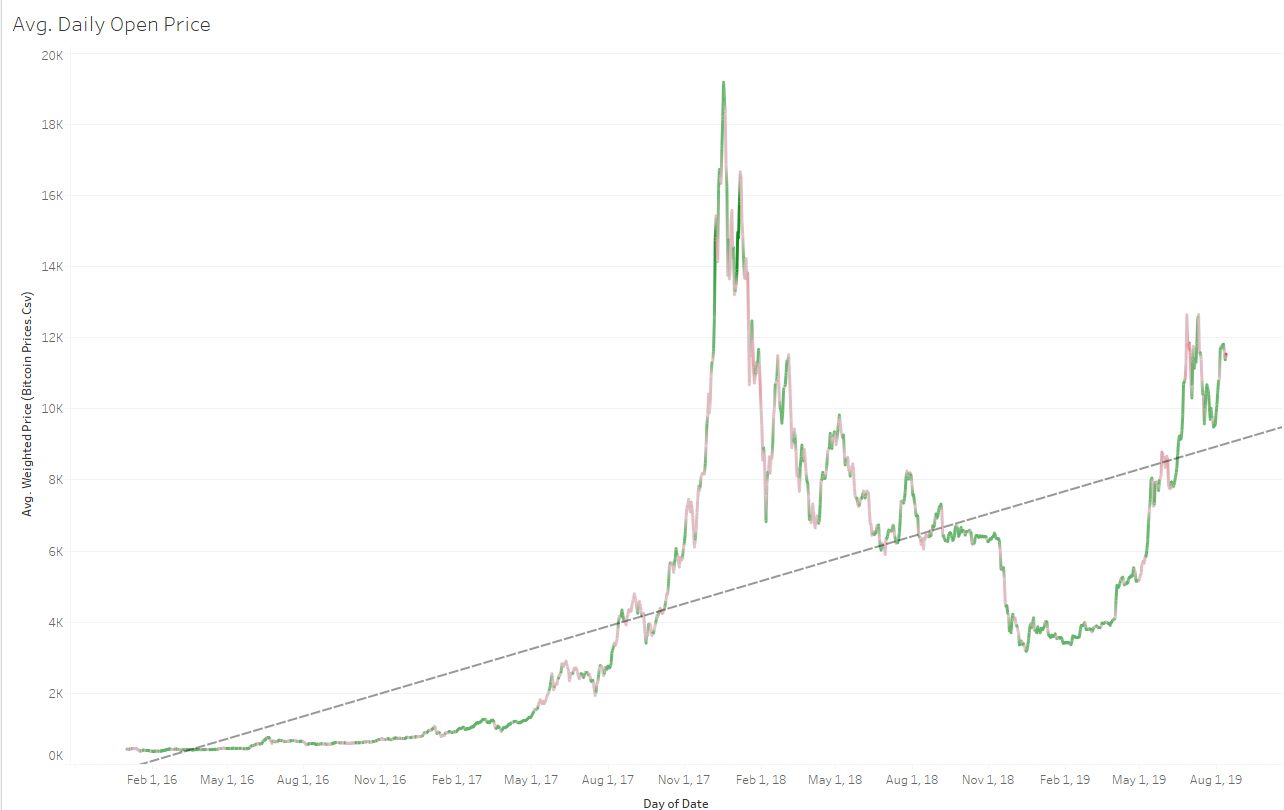 Avg. Daily Open Price
20K
18K
16K
14K
12K
10K
8K
6K
4K
2K
0K
Avg. Weighted Price (Bitcoin Prices.Csv)
Feb 1, 16 May 1, 16 Aug 1, 16 Nov 1, 16 Feb 1, 17 May 1, 17 Aug 1, 17 Nov 1, 17 Feb 1, 18 May 1, 18 Aug 1, 18 Nov 1, 18 Feb 1, 19 May 1, 19 Aug 1, 19
Day of Date